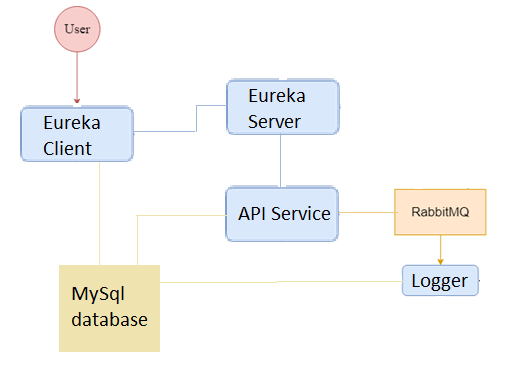 User
Eureka
Client
Eureka
Server
API Service
RabbitMQ
Logger
MySql
database